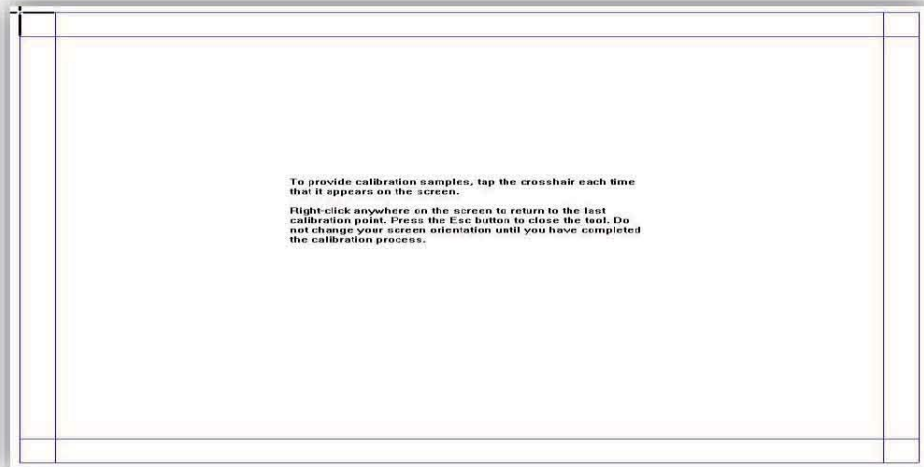 To provide calibration samples, tap the crosshair each time
that it appears on the screen.
Right-click anywhere on the screen to return to the last
calibration point. Press the Esc button to close the tool. Do
not change your screen orientation until you have completed
the calibration process.